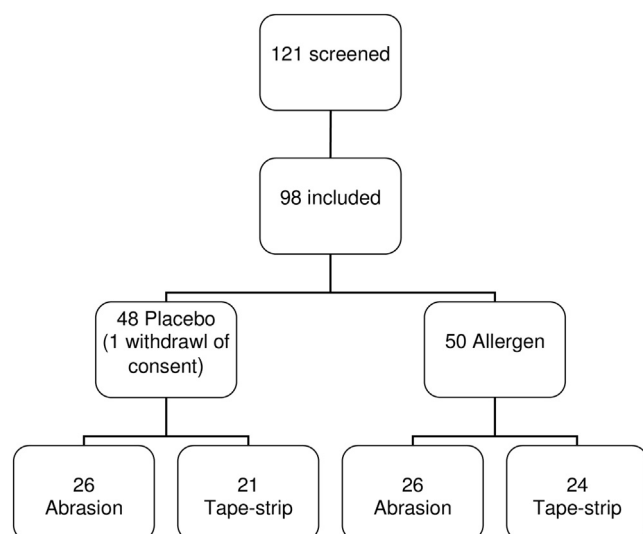 121 screened
98 included
48 Placebo
(1 withdrawl of
consent)
50 Allergen
26
Abrasion
21
Tape-strip
26
Abrasion
24
Tape-strip